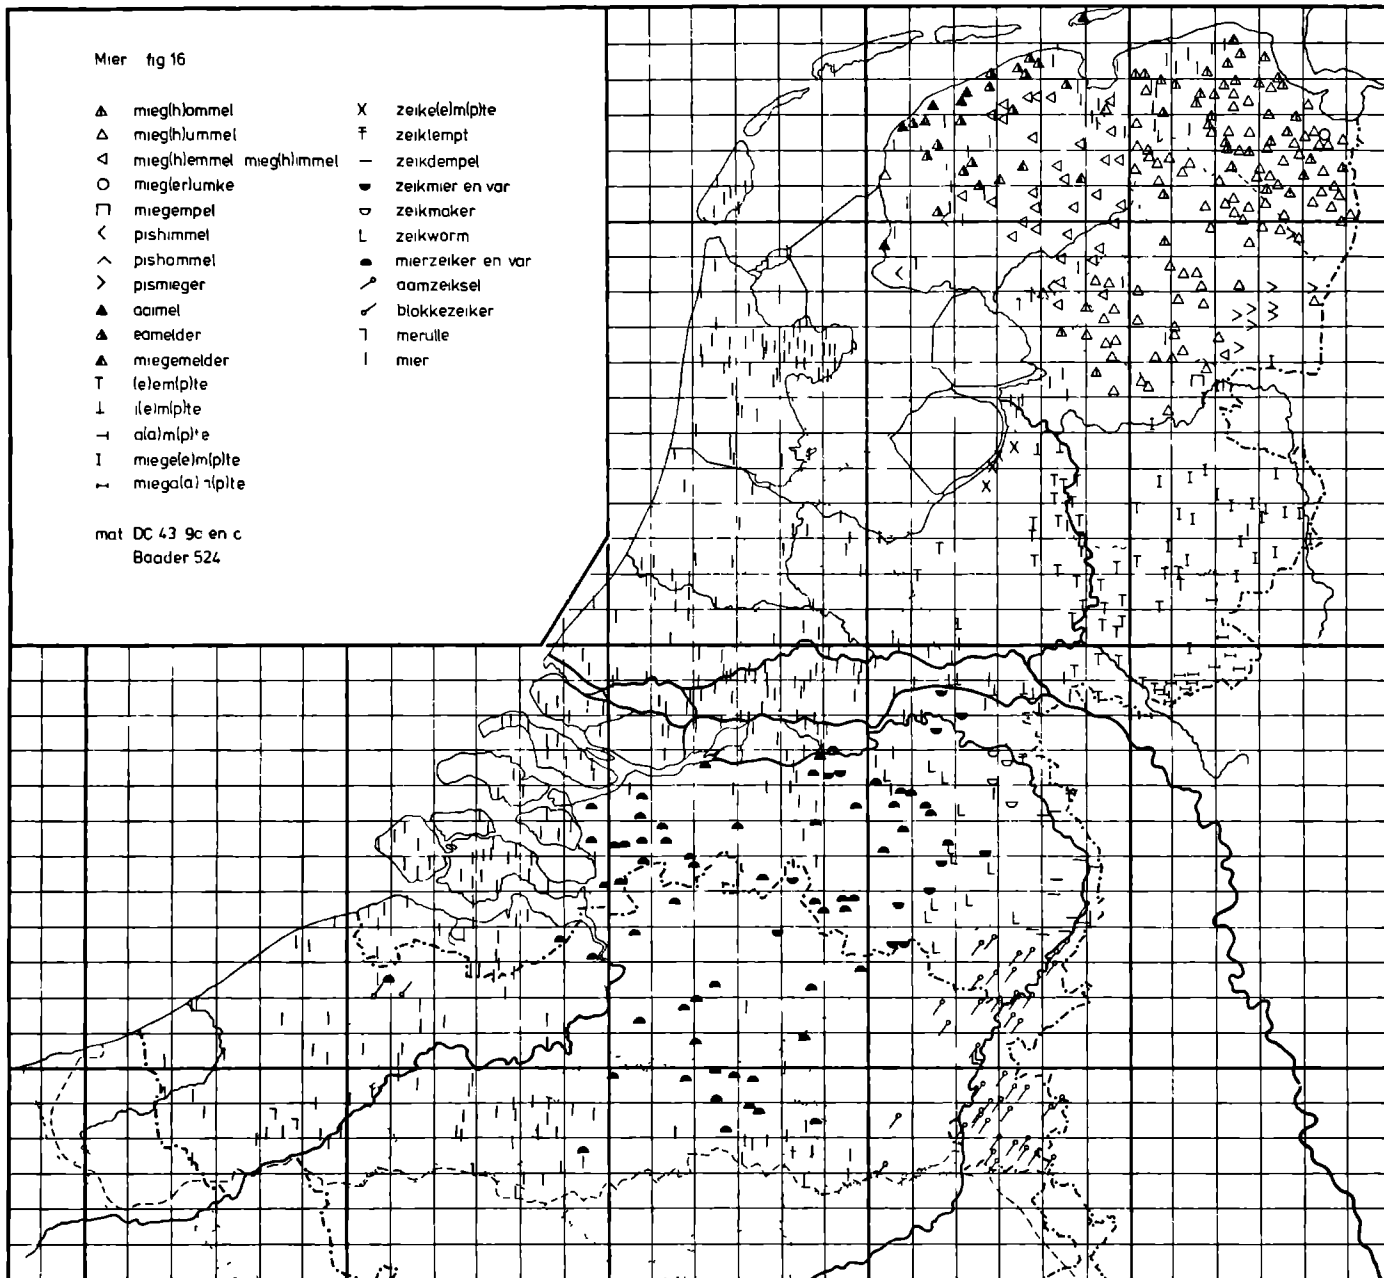 Mier fig 16
mieg(h)ommel
mieg(h)ummel
mieg(h)emmel mieg(h)immel
mieg(er)umke
miegempel
pishimmel
pishommel
pismieger
aamel
eamelder
miegemelder
(e)em(p)te
i(e)m(p)te
a(a)m(p)te
miege(e)m(p)te
zeike(e)m(p)te
zeiklempt
zeikdempel
zeikmier en var
zeikmaker
zeikworm
mierzeiker en var
aamzeiksel
blokkezeiker
merulle
mier
mat DC 43 9c en c
Baader 524